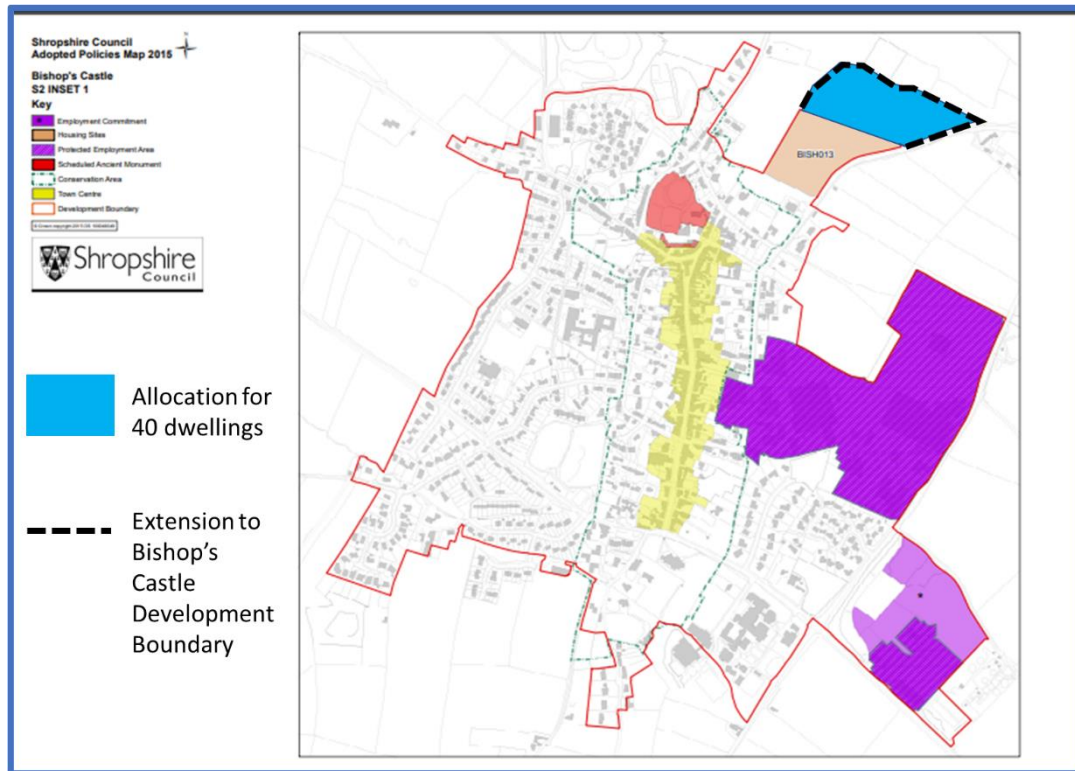 Shropshire Council
Adopted Policies Map 2015
Bishop's Castle
S2 INSET 1
Key
Employment Commitment
Housing Sites
Protected Employment Area
Scheduled Ancient Monument
Conservation Area
Town Centre
Development Boundary
Shropshire
Council
Allocation for
40 dwellings
Extension to
Bishop’s
Castle
Development
Boundary
BISH013